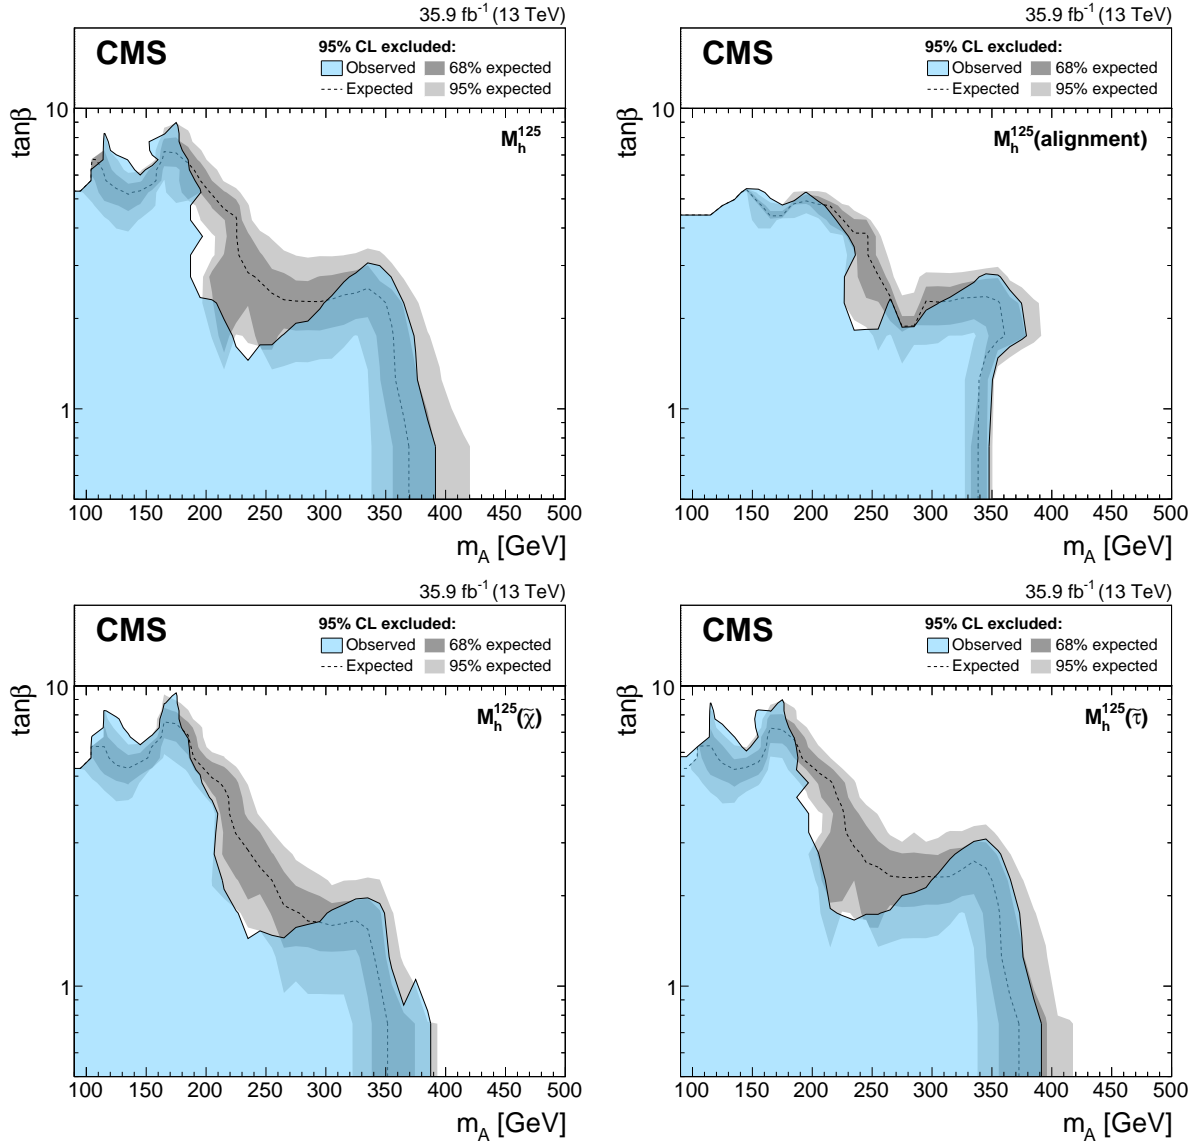 35.9 fb⁻¹ (13 TeV)
CMS
95% CL excluded:
Observed 68% expected
Expected 95% expected
10
tanβ
M_h^125
1
100 150 200 250 300 350 400 450 500
m_A [GeV]
35.9 fb⁻¹ (13 TeV)
CMS
95% CL excluded:
Observed 68% expected
Expected 95% expected
10
tanβ
M_h^125(alignment)
1
100 150 200 250 300 350 400 450 500
m_A [GeV]
35.9 fb⁻¹ (13 TeV)
CMS
95% CL excluded:
Observed 68% expected
Expected 95% expected
10
tanβ
M_h^125(χ̃)
1
100 150 200 250 300 350 400 450 500
m_A [GeV]
35.9 fb⁻¹ (13 TeV)
CMS
95% CL excluded:
Observed 68% expected
Expected 95% expected
10
tanβ
M_h^125(τ̃)
1
100 150 200 250 300 350 400 450 500
m_A [GeV]